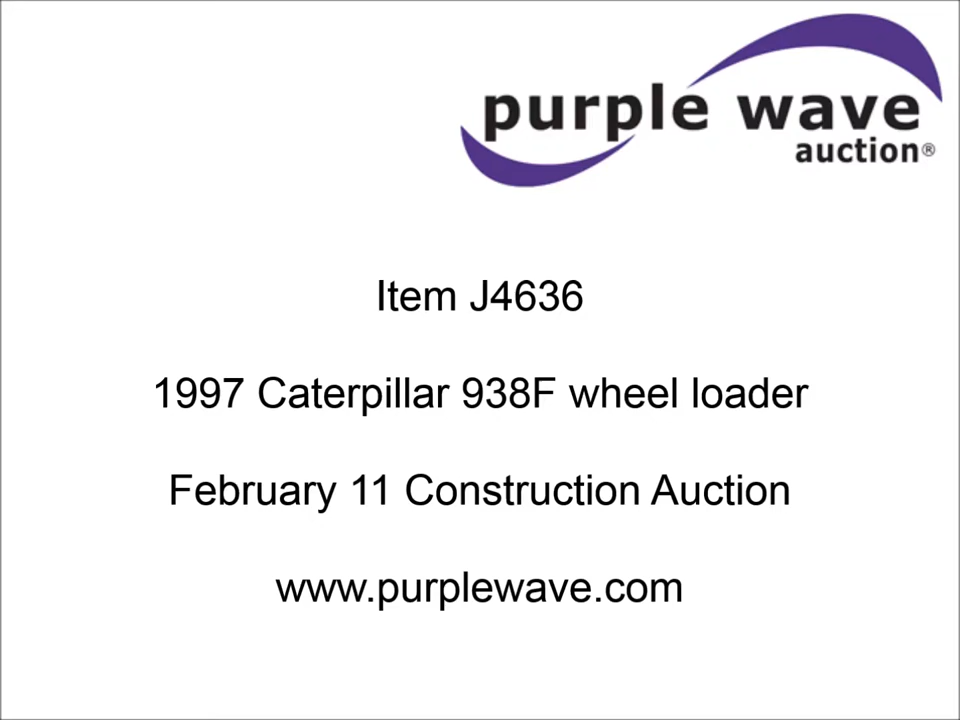 purple wave
auction®
Item J4636
1997 Caterpillar 938F wheel loader
February 11 Construction Auction
www.purplewave.com